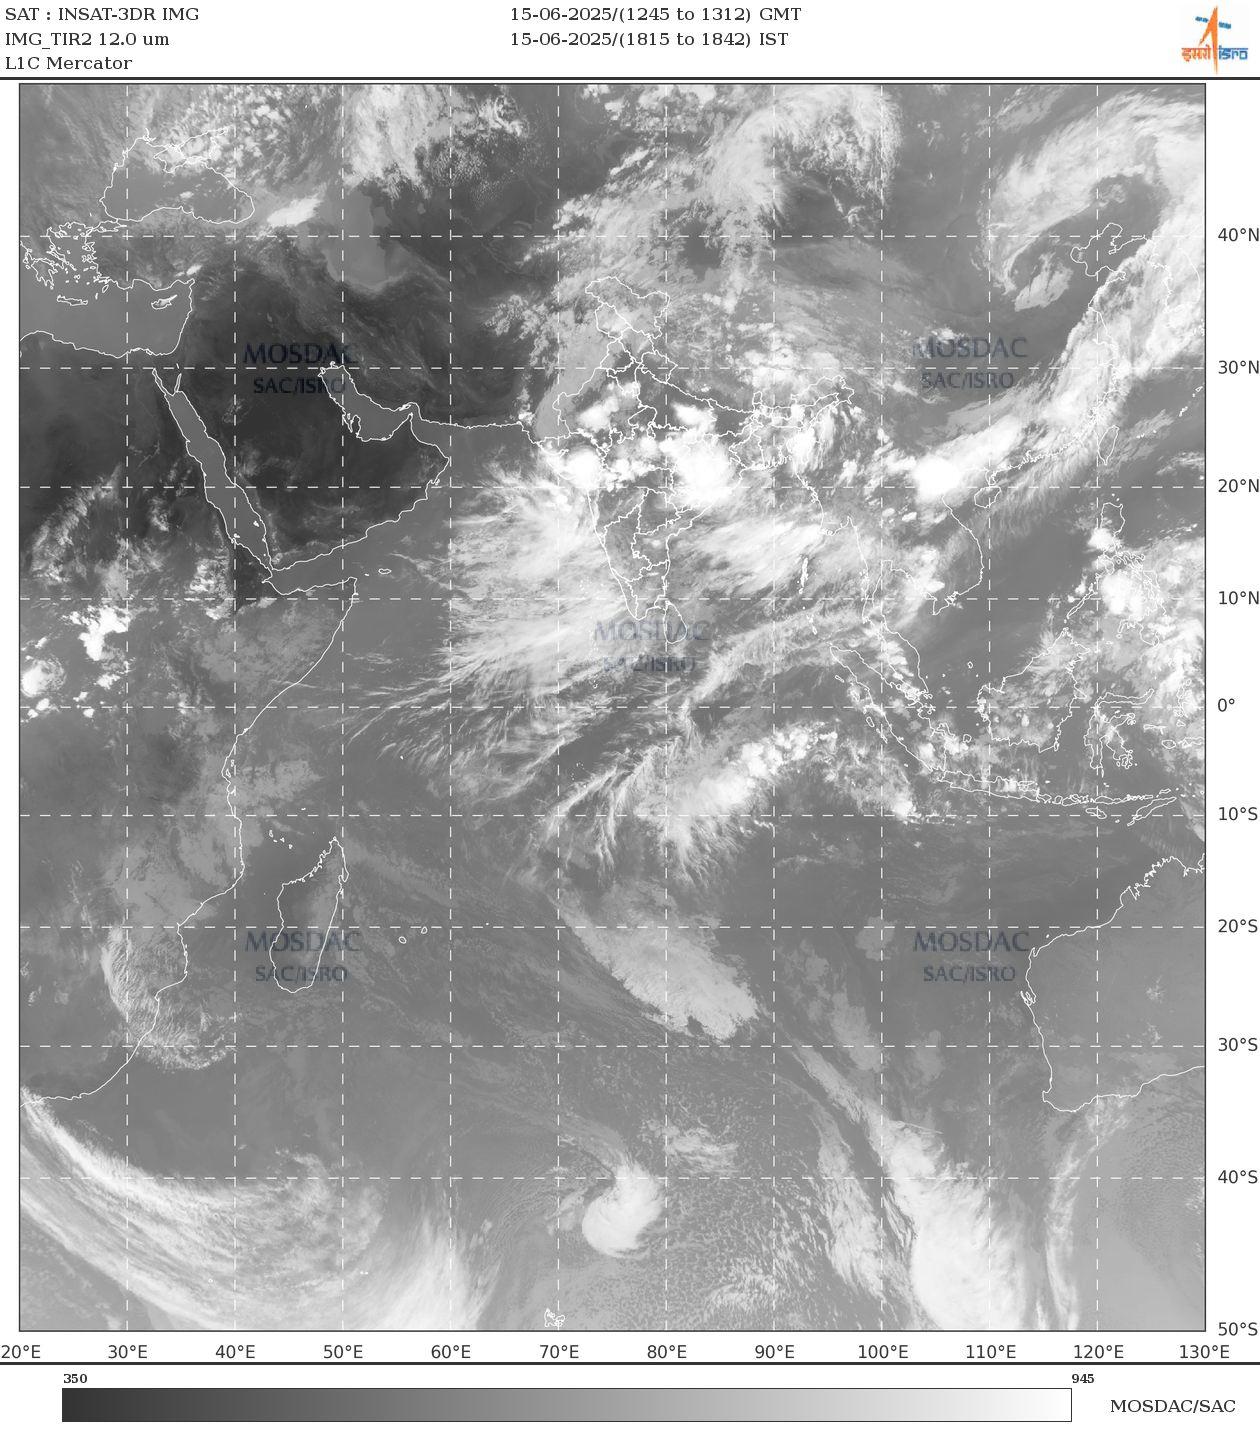 SAT : INSAT-3DR IMG
15-06-2025/(1245 to 1312) GMT
IMG_TIR2 12.0 um
15-06-2025/(1815 to 1842) IST
L1C Mercator
इसरो isro
40°N
MOSDAC
SAC/ISRO
MOSDAC
SAC/ISRO
30°N
20°N
10°N
MOSDAC
SAC/ISRO
0°
10°S
20°S
MOSDAC
SAC/ISRO
MOSDAC
SAC/ISRO
30°S
40°S
50°S
20°E 30°E 40°E 50°E 60°E 70°E 80°E 90°E 100°E 110°E 120°E 130°E
350 945
MOSDAC/SAC